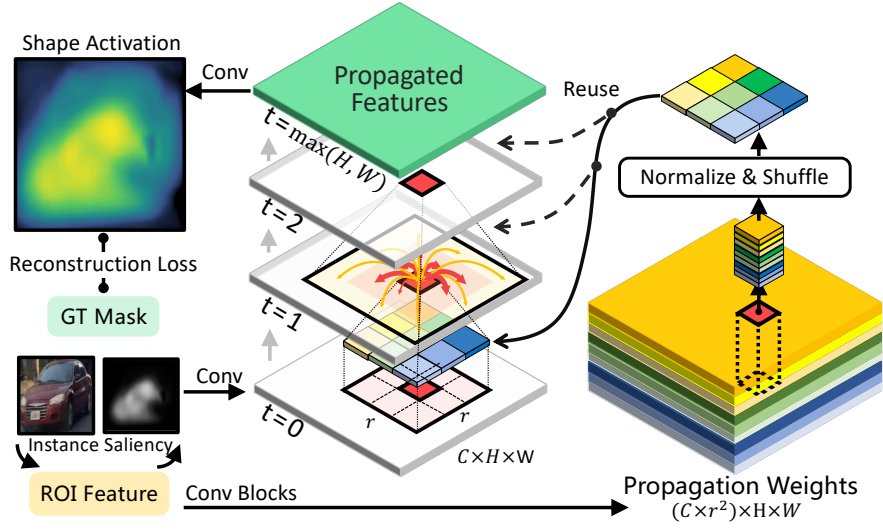 Shape Activation
Conv
Propagated
Features
Reuse
t=max(H, W)
Normalize & Shuffle
t=2
Reconstruction Loss
GT Mask
t=1
Conv
t=0
r
r
C×H×W
Instance Saliency
ROI Feature
Conv Blocks
Propagation Weights
(C×r²)×H×W